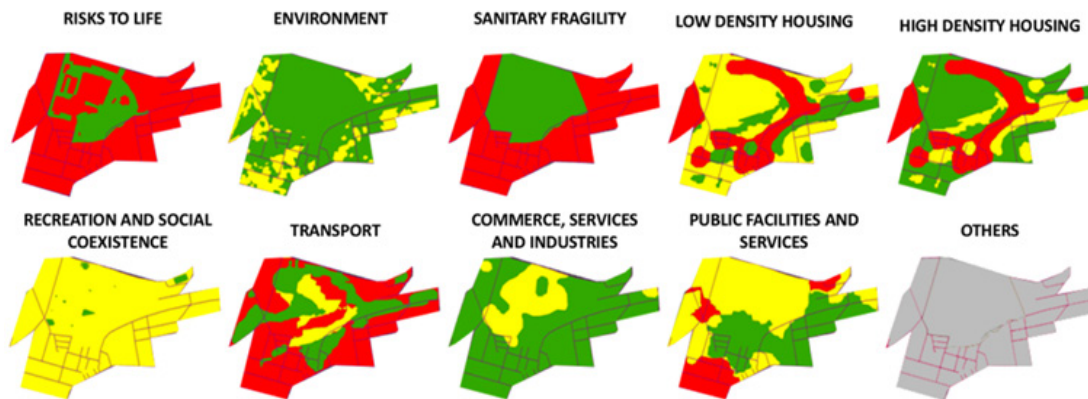 RISKS TO LIFE
ENVIRONMENT
SANITARY FRAGILITY
LOW DENSITY HOUSING
HIGH DENSITY HOUSING
RECREATION AND SOCIAL
COEXISTENCE
TRANSPORT
COMMERCE, SERVICES
AND INDUSTRIES
PUBLIC FACILITIES AND
SERVICES
OTHERS